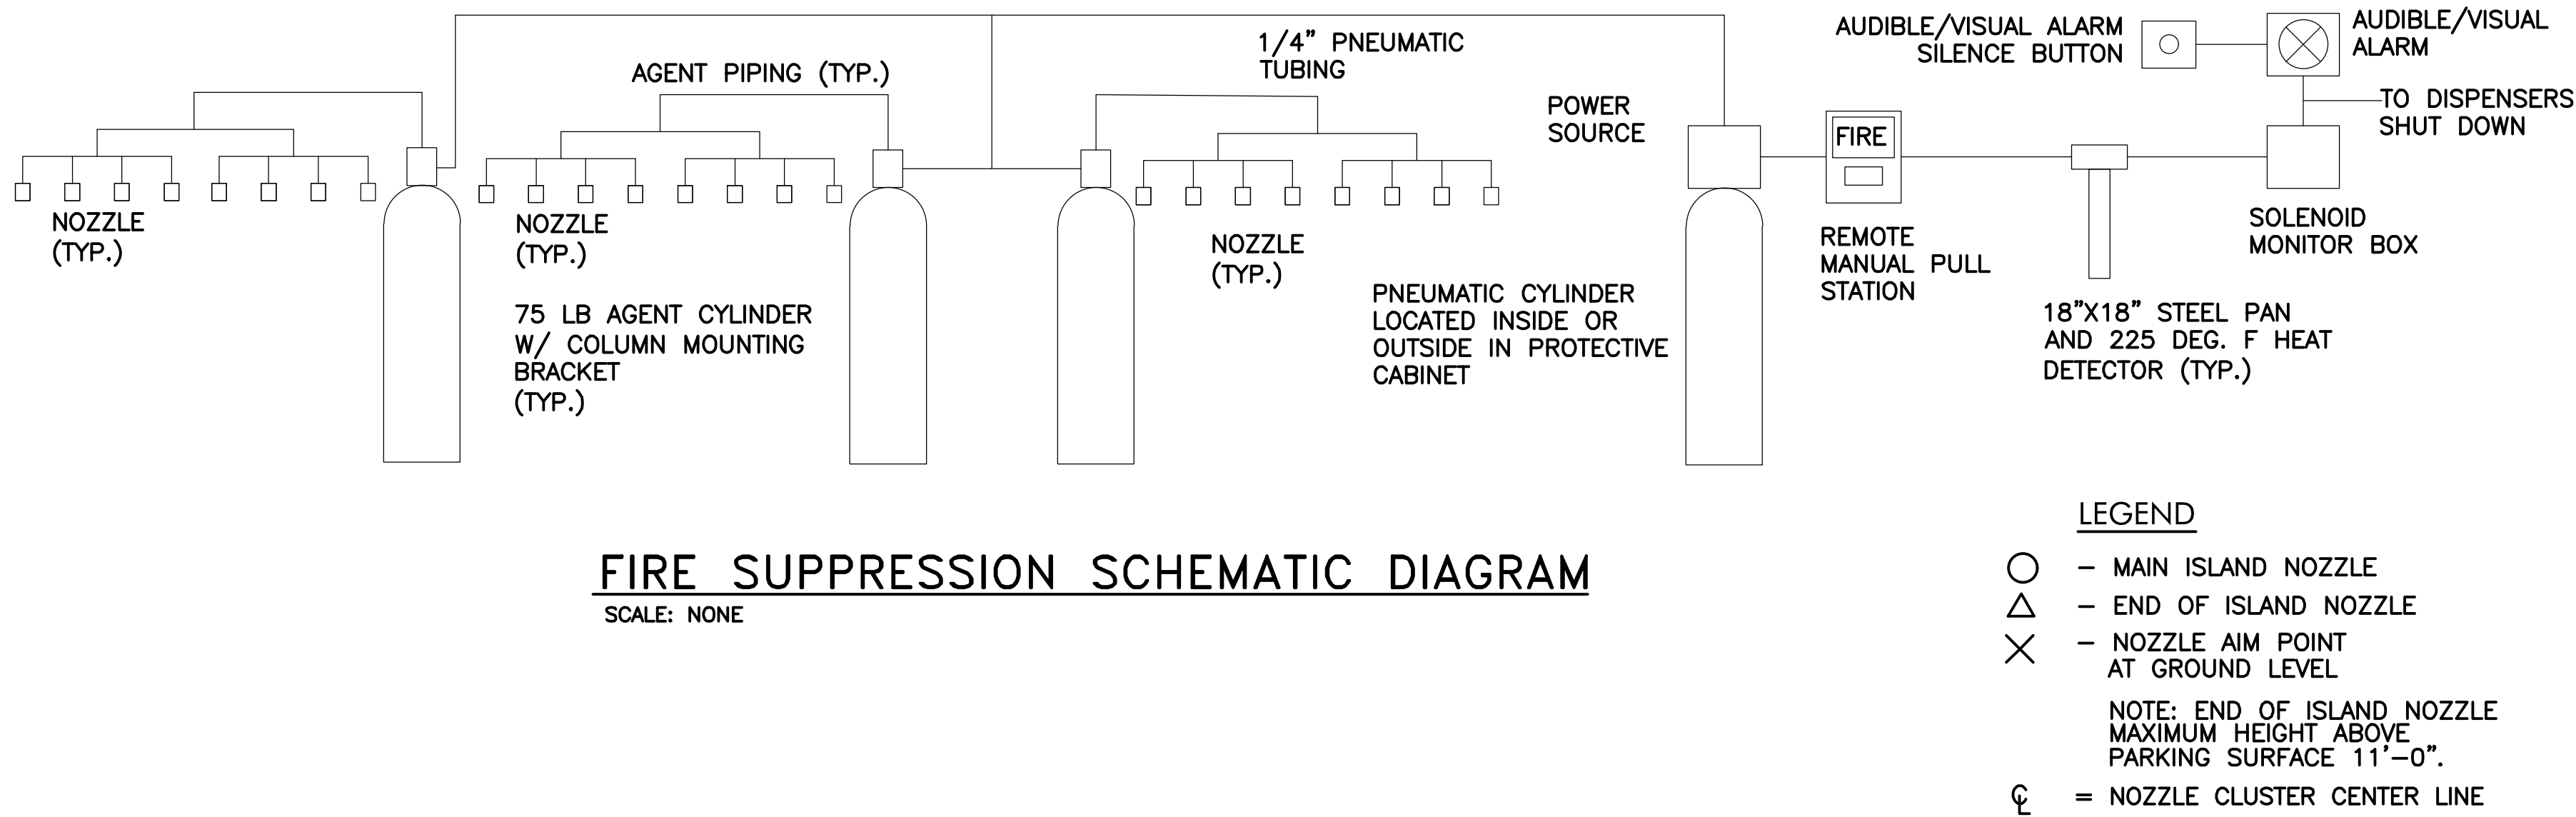 AGENT PIPING (TYP.)
1/4” PNEUMATIC
TUBING
POWER
SOURCE
AUDIBLE/VISUAL ALARM
SILENCE BUTTON
AUDIBLE/VISUAL
ALARM
TO DISPENSERS
SHUT DOWN
FIRE
NOZZLE
(TYP.)
NOZZLE
(TYP.)
NOZZLE
(TYP.)
75 LB AGENT CYLINDER
W/ COLUMN MOUNTING
BRACKET
(TYP.)
PNEUMATIC CYLINDER
LOCATED INSIDE OR
OUTSIDE IN PROTECTIVE
CABINET
REMOTE
MANUAL PULL
STATION
18”X18” STEEL PAN
AND 225 DEG. F HEAT
DETECTOR (TYP.)
SOLENOID
MONITOR BOX
FIRE SUPPRESSION SCHEMATIC DIAGRAM
SCALE: NONE
LEGEND
– MAIN ISLAND NOZZLE
– END OF ISLAND NOZZLE
– NOZZLE AIM POINT
AT GROUND LEVEL
NOTE: END OF ISLAND NOZZLE
MAXIMUM HEIGHT ABOVE
PARKING SURFACE 11’–0”.
℄ = NOZZLE CLUSTER CENTER LINE